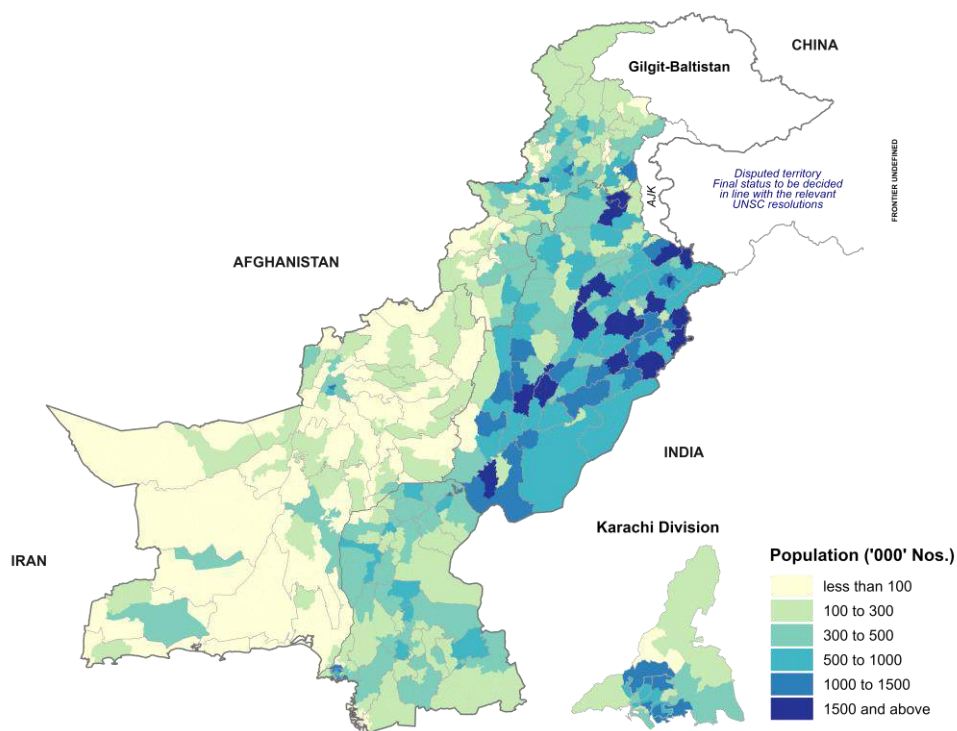 CHINA
Gilgit-Baltistan
AJK
Disputed territory
Final status to be decided
in line with the relevant
UNSC resolutions
FRONTIER UNDEFINED
AFGHANISTAN
INDIA
IRAN
Karachi Division
Population ('000' Nos.)
less than 100
100 to 300
300 to 500
500 to 1000
1000 to 1500
1500 and above